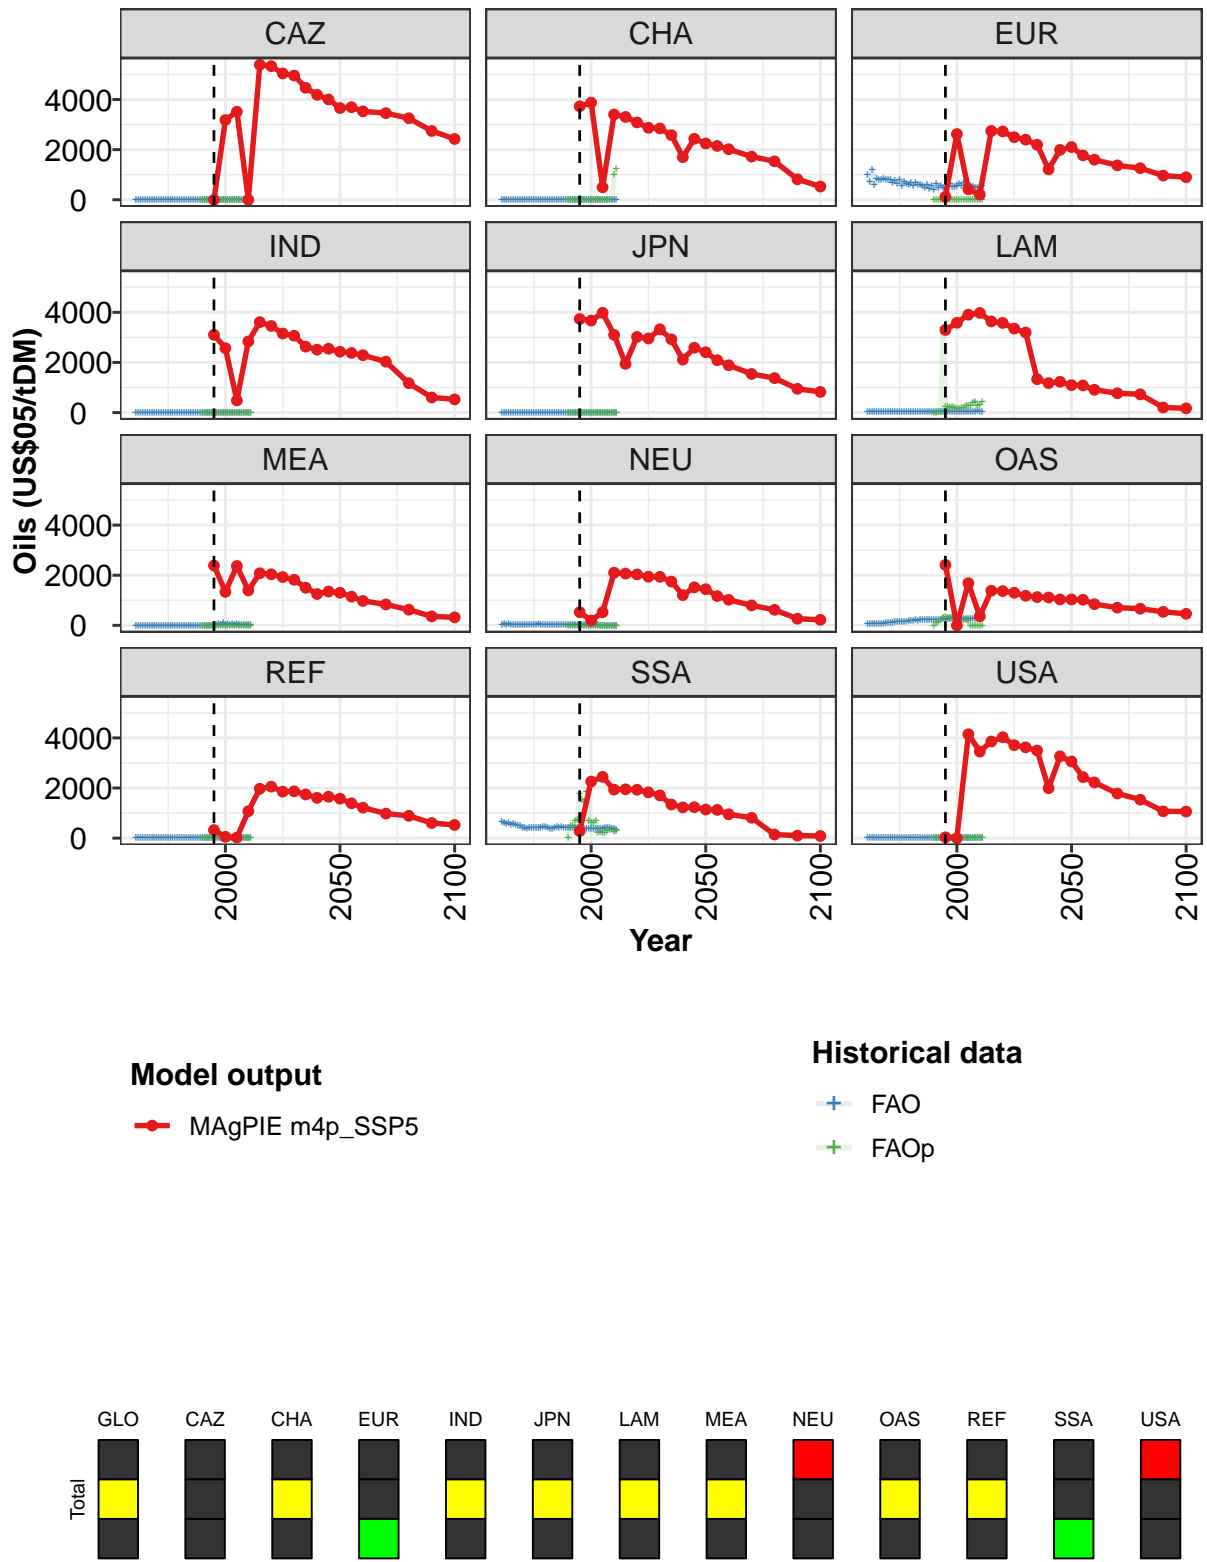 CAZ CHA EUR
4000
2000
0
IND JPN LAM
4000
2000
0
MEA NEU OAS
4000
2000
0
REF SSA USA
4000
2000
0
2000 2050 2100 2000 2050 2100 2000 2050 2100
Oils (US$05/tDM)
Year
Model output
MAgPIE m4p_SSP5
Historical data
FAO
FAOp
GLO CAZ CHA EUR IND JPN LAM MEA NEU OAS REF SSA USA
Total